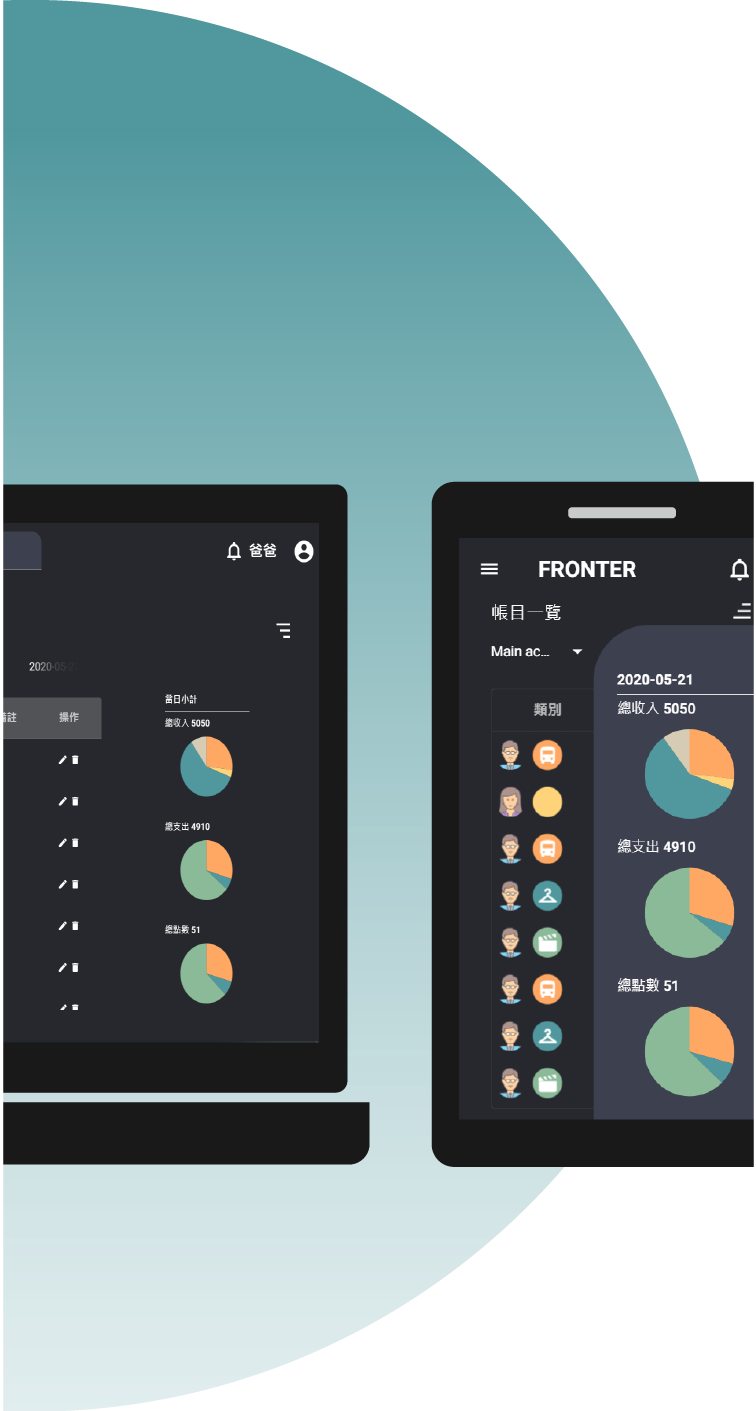 爸爸
2020-05-2
備註 操作
當日小計
總收入 5050
總支出 4910
總點數 51
FRONTER
帳目一覽
Main ac...
類別
2020-05-21
總收入 5050
總支出 4910
總點數 51